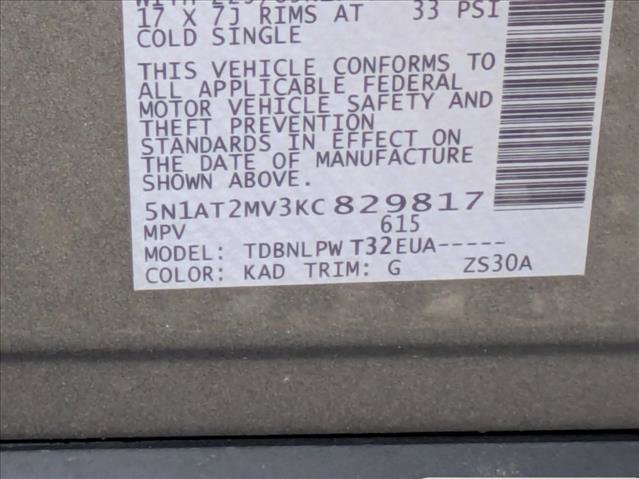 17 X 7J RIMS AT 33 PSI
COLD SINGLE
THIS VEHICLE CONFORMS TO
ALL APPLICABLE FEDERAL
MOTOR VEHICLE SAFETY AND
THEFT PREVENTION
STANDARDS IN EFFECT ON
THE DATE OF MANUFACTURE
SHOWN ABOVE.
5N1AT2MV3KC829817
MPV 615
MODEL: TDBNLPW T32EUA-----
COLOR: KAD TRIM: G ZS30A